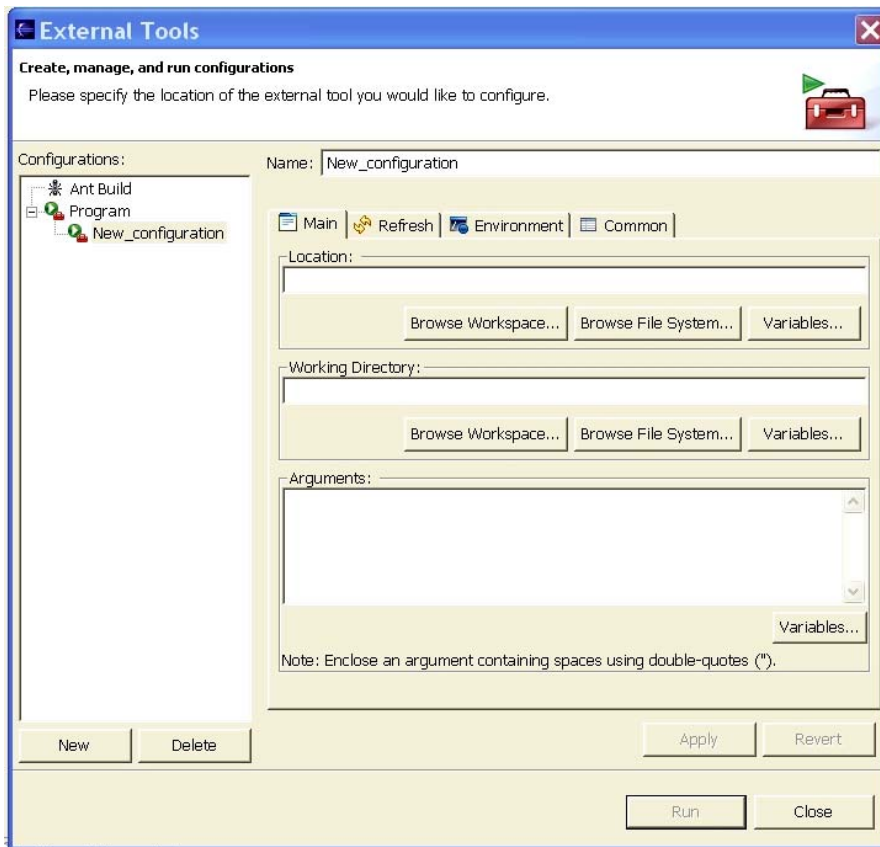 External Tools
Create, manage, and run configurations
Please specify the location of the external tool you would like to configure.
Configurations:
Ant Build
Program
New_configuration
New Delete
Name: New_configuration
Main Refresh Environment Common
Location:
Browse Workspace... Browse File System... Variables...
Working Directory:
Browse Workspace... Browse File System... Variables...
Arguments:
Variables...
Note: Enclose an argument containing spaces using double-quotes (").
Apply Revert
Run Close